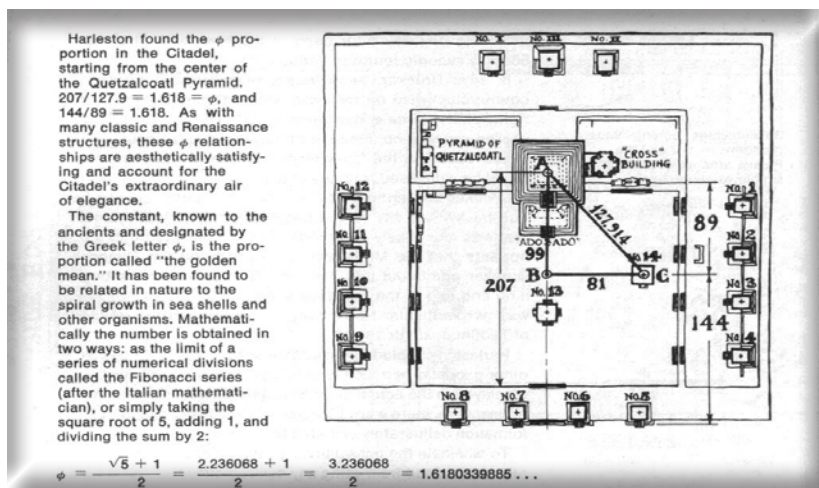 Harleston found the ϕ pro-
portion in the Citadel,
starting from the center of
the Quetzalcoatl Pyramid.
207/127.9 = 1.618 = ϕ, and
144/89 = 1.618. As with
many classic and Renaissance
structures, these ϕ relation-
ships are aesthetically satisfy-
ing and account for the
Citadel's extraordinary air
of elegance.
The constant, known to the
ancients and designated by
the Greek letter ϕ, is the pro-
portion called "the golden
mean." It has been found to
be related in nature to the
spiral growth in sea shells and
other organisms. Mathemati-
cally the number is obtained in
two ways: as the limit of a
series of numerical divisions
called the Fibonacci series
(after the Italian mathemati-
cian), or simply taking the
square root of 5, adding 1, and
dividing the sum by 2:
ϕ = (√5 + 1)/2 = (2.236068 + 1)/2 = 3.236068/2 = 1.6180339885 . . .
No. X No. XIII No. XX
PYRAMID OF
QUETZALCOATL
A
"CROSS"
BUILDING
No. 12
No. 11
No. 10
No. 9
No. 1
No. 2
No. 3
No. 4
89
144
127.914
"ADOSADO"
99
207
B
81
No. 14
C
No. 13
No. 8 No. 7 No. 6 No. 5